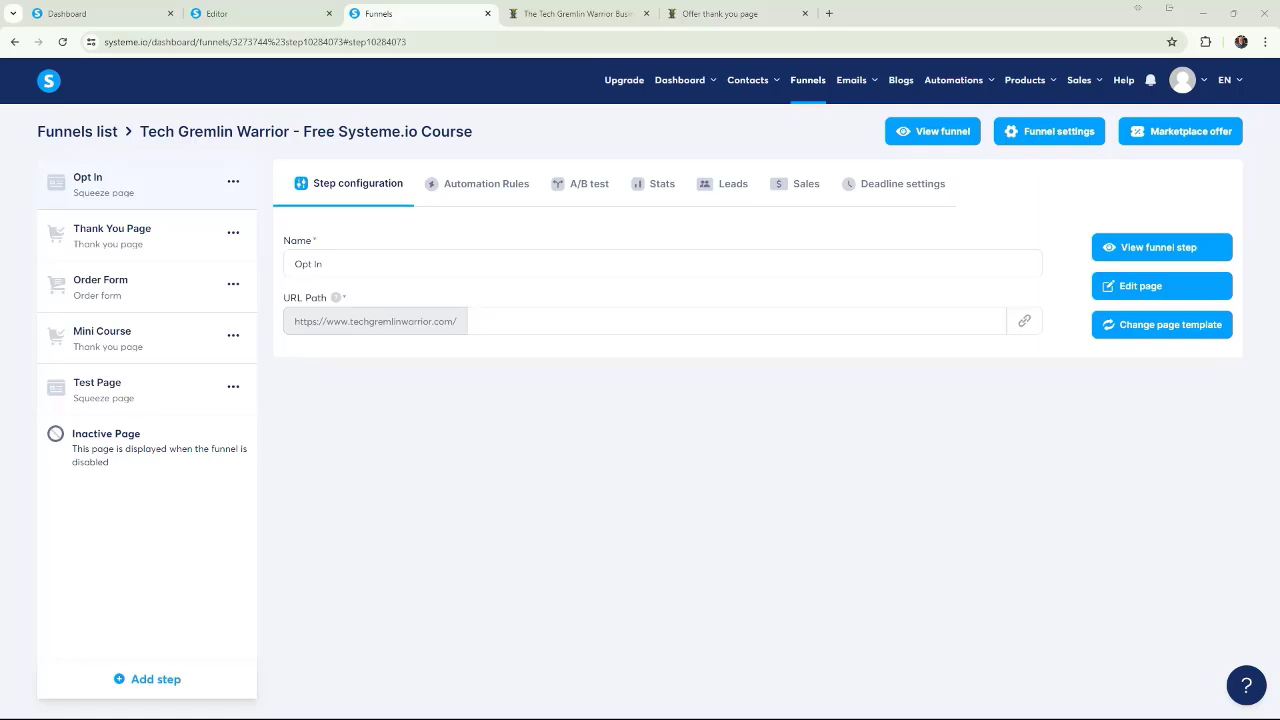 Dashboard
Editor
Funnels
The Tech Gremlin Warrior Busi
Offer thank you page
systeme.io/dashboard/funnels/3273744%23step10284073#step10284073
S
Upgrade
Dashboard
Contacts
Funnels
Emails
Blogs
Automations
Products
Sales
Help
EN
Funnels list > Tech Gremlin Warrior - Free Systeme.io Course
View funnel
Funnel settings
Marketplace offer
Opt In
Squeeze page
Thank You Page
Thank you page
Order Form
Order form
Mini Course
Thank you page
Test Page
Squeeze page
Inactive Page
This page is displayed when the funnel is
disabled
Add step
Step configuration
Automation Rules
A/B test
Stats
Leads
Sales
Deadline settings
Name*
Opt In
URL Path *
https://www.techgremlinwarrior.com/
View funnel step
Edit page
Change page template
?